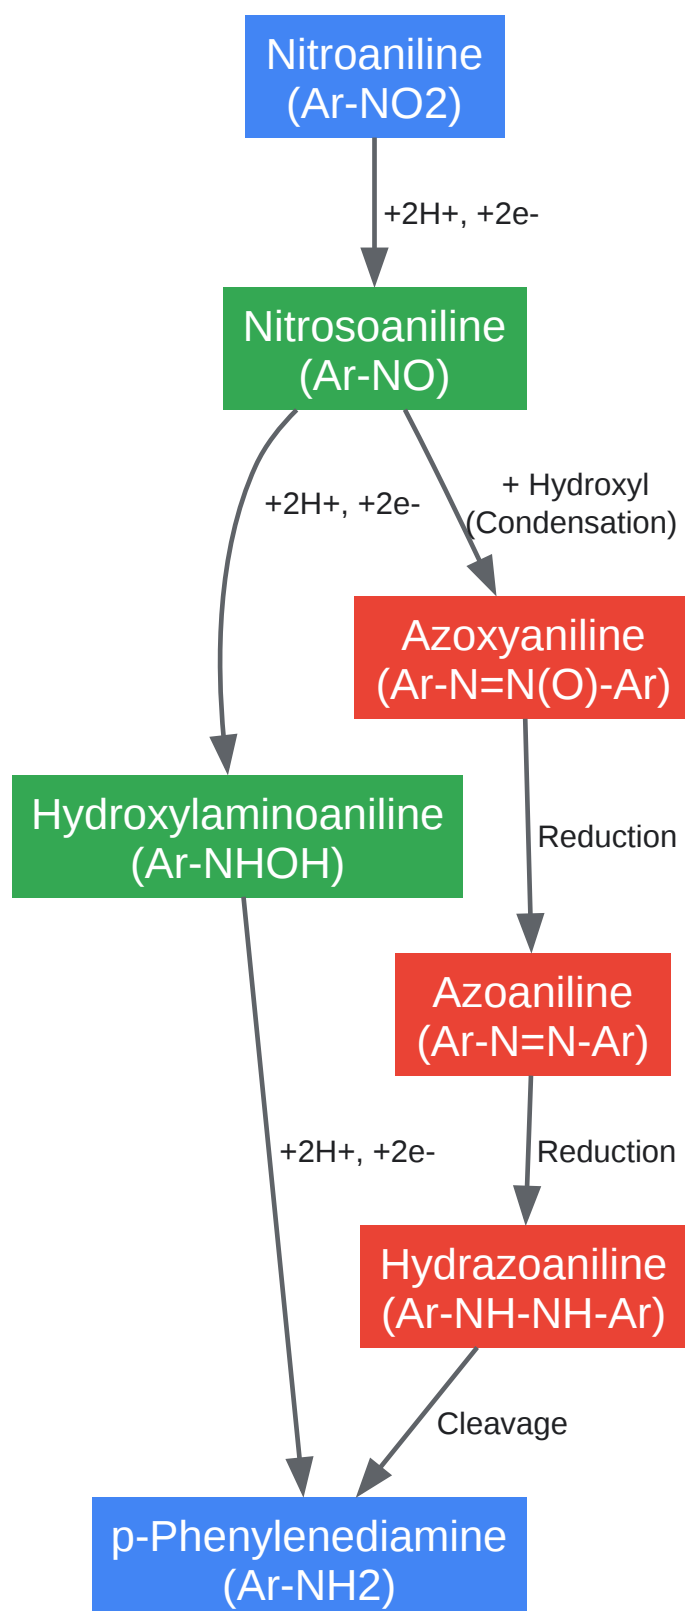 Nitroaniline
(Ar-NO2)
+2H+, +2e-
Nitrosoaniline
(Ar-NO)
+2H+, +2e-
+ Hydroxyl
(Condensation)
Azoxyaniline
(Ar-N=N(O)-Ar)
Hydroxylaminoaniline
(Ar-NHOH)
Reduction
Azoaniline
(Ar-N=N-Ar)
+2H+, +2e-
Reduction
Hydrazoaniline
(Ar-NH-NH-Ar)
Cleavage
p-Phenylenediamine
(Ar-NH2)